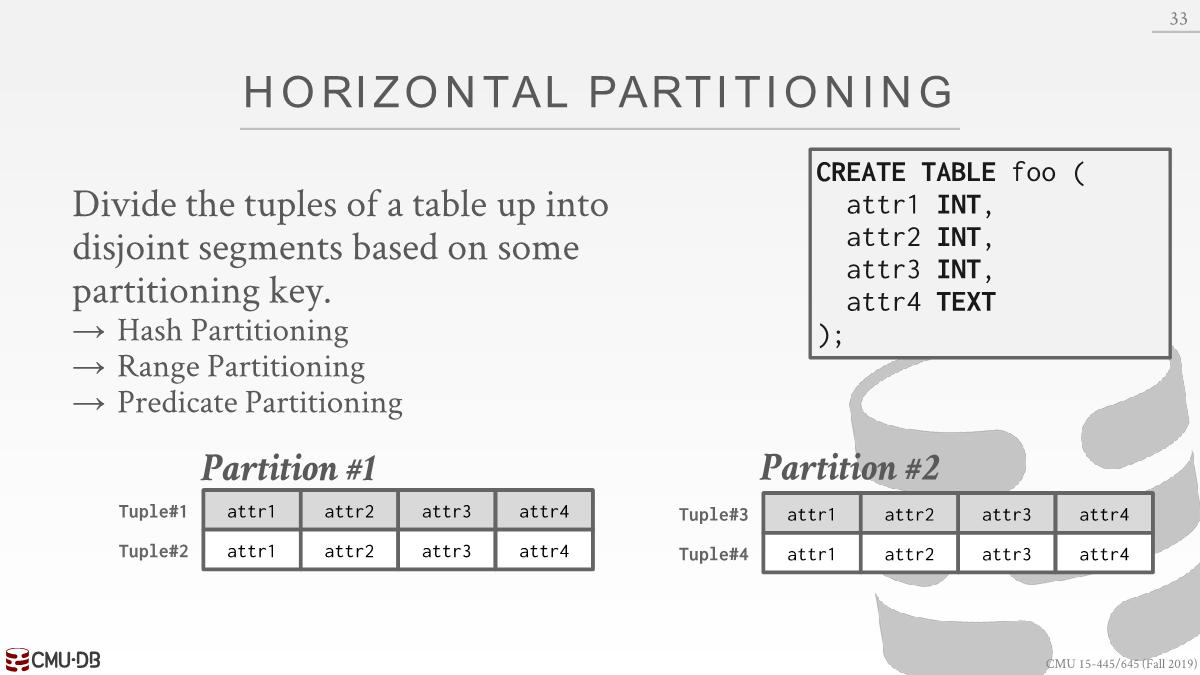 33
HORIZONTAL PARTITIONING
Divide the tuples of a table up into
disjoint segments based on some
partitioning key.
→ Hash Partitioning
→ Range Partitioning
→ Predicate Partitioning
CREATE TABLE foo (
  attr1 INT,
  attr2 INT,
  attr3 INT,
  attr4 TEXT
);
Partition #1
Tuple#1 attr1 attr2 attr3 attr4
Tuple#2 attr1 attr2 attr3 attr4
Partition #2
Tuple#3 attr1 attr2 attr3 attr4
Tuple#4 attr1 attr2 attr3 attr4
CMU·DB
CMU 15-445/645 (Fall 2019)